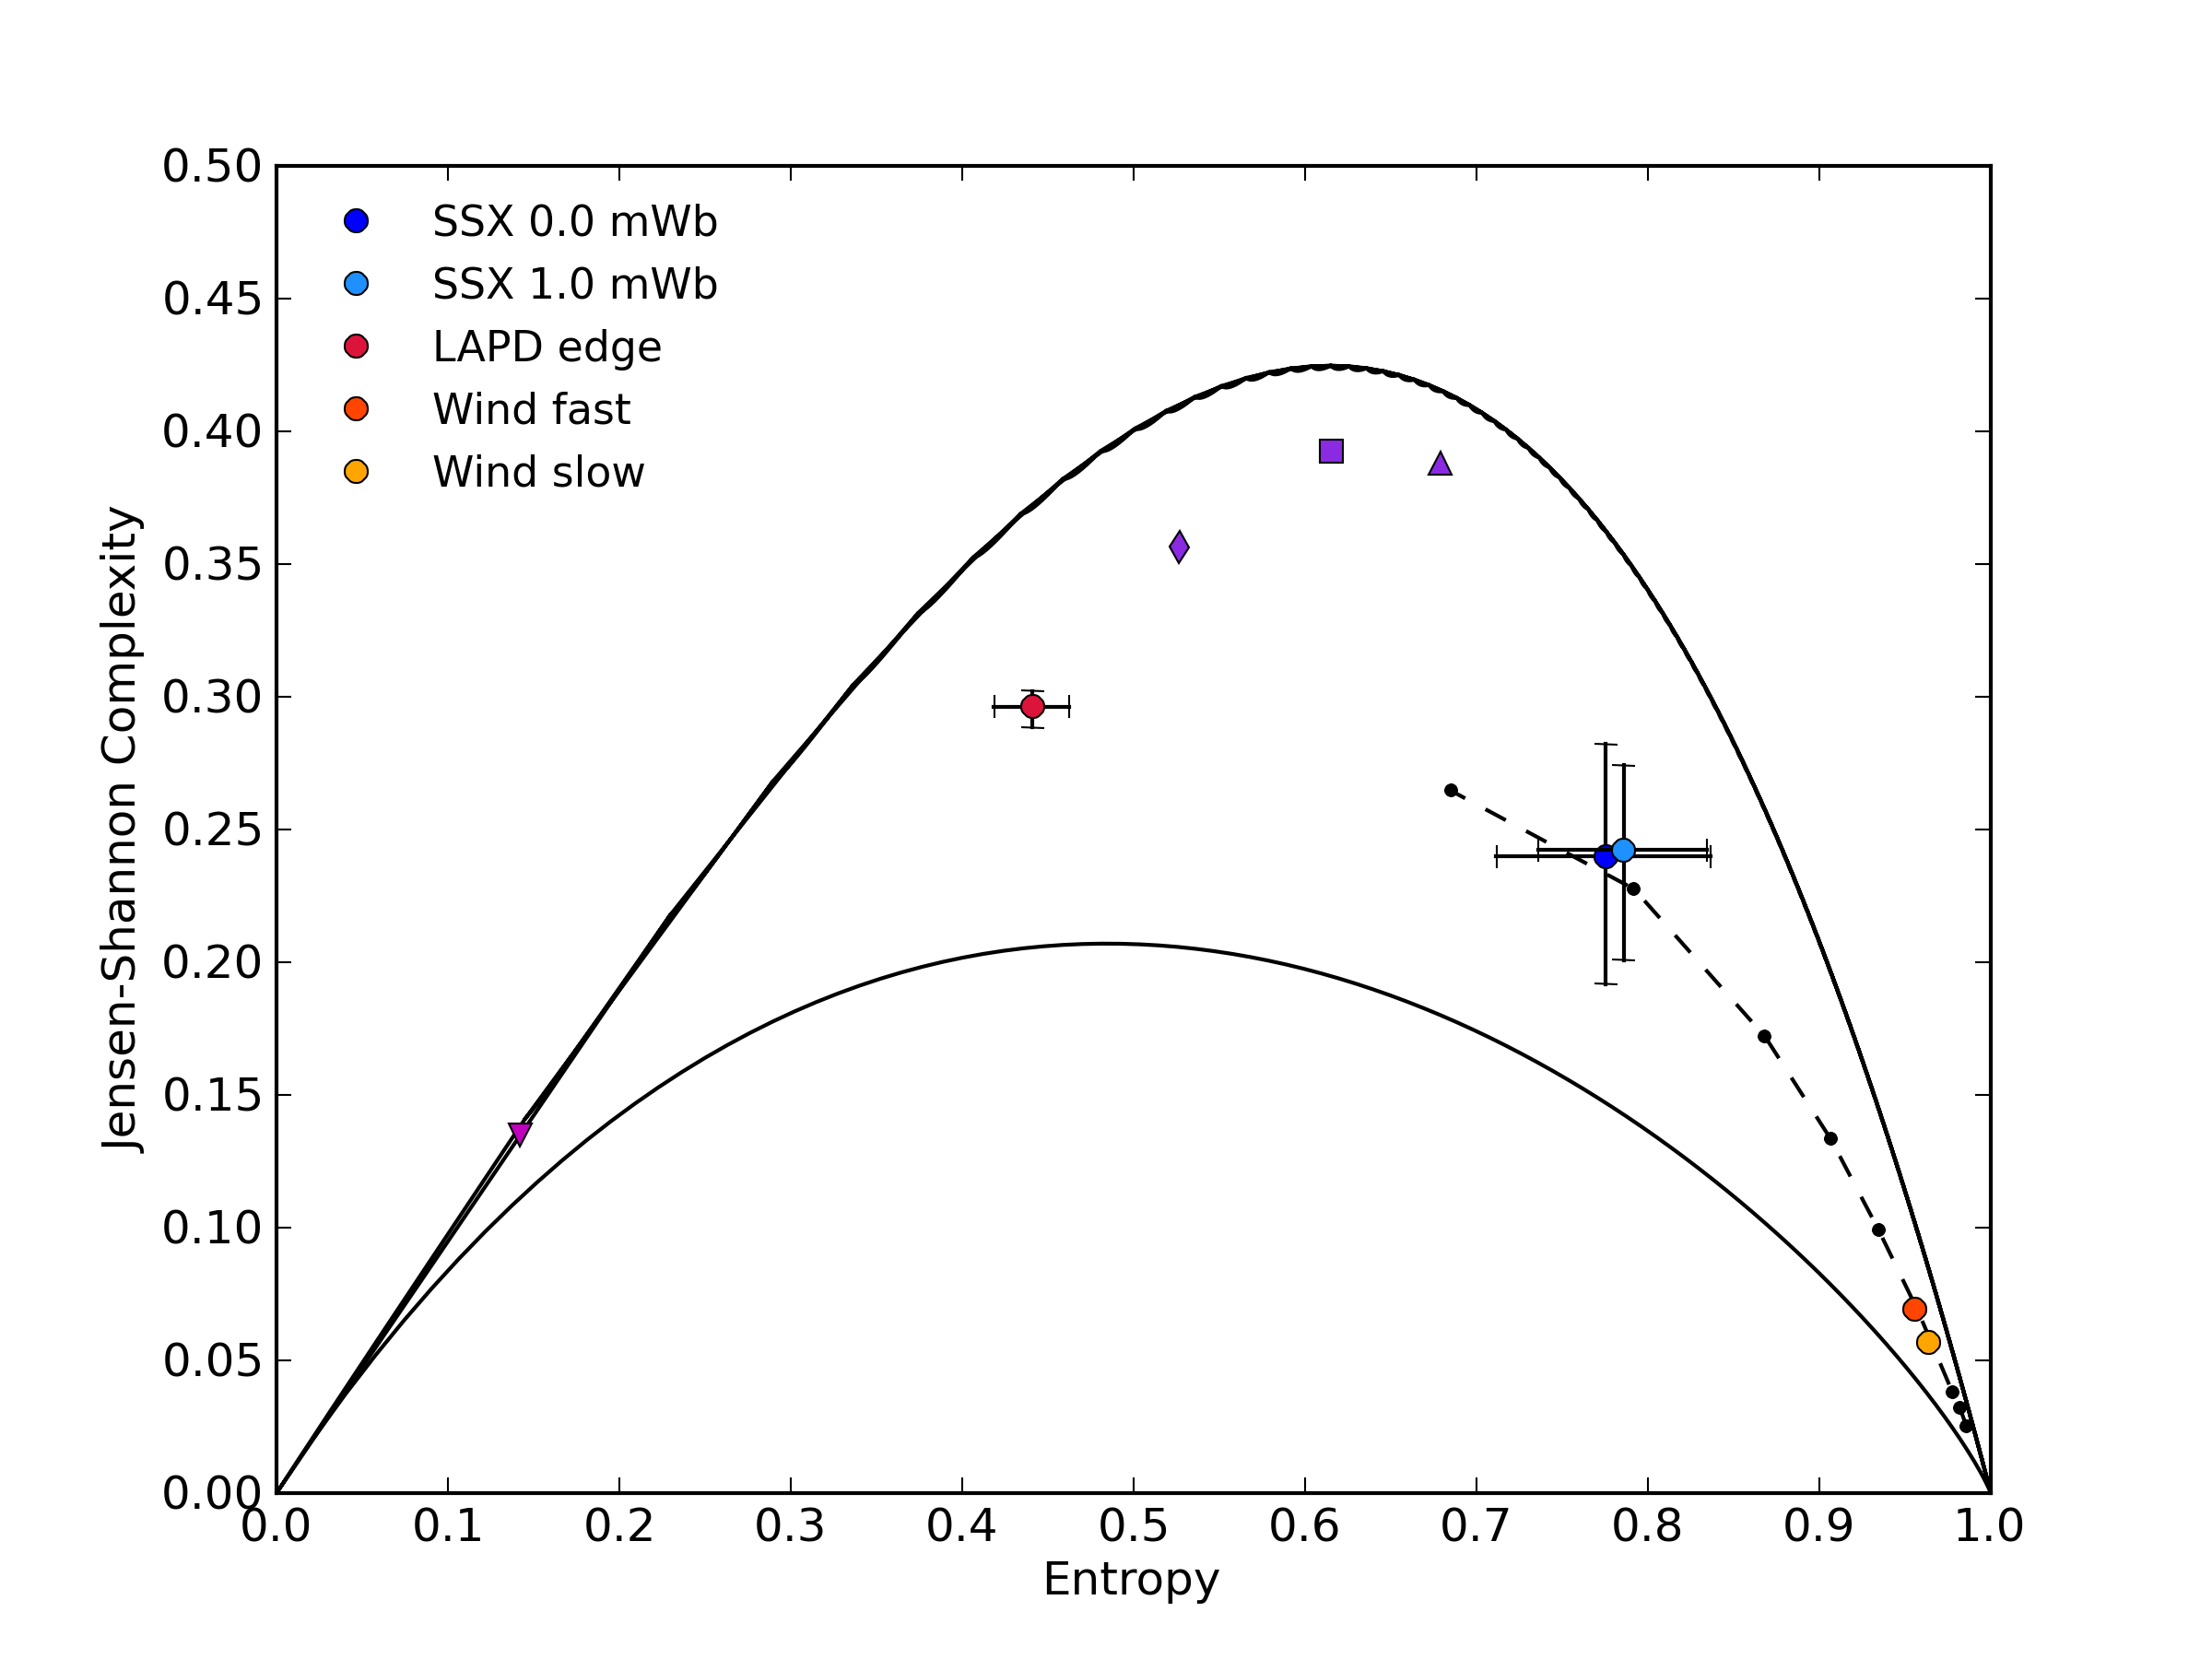 0.50
0.45
0.40
0.35
0.30
0.25
0.20
0.15
0.10
0.05
0.00
Jensen-Shannon Complexity
SSX 0.0 mWb
SSX 1.0 mWb
LAPD edge
Wind fast
Wind slow
0.0 0.1 0.2 0.3 0.4 0.5 0.6 0.7 0.8 0.9 1.0
Entropy